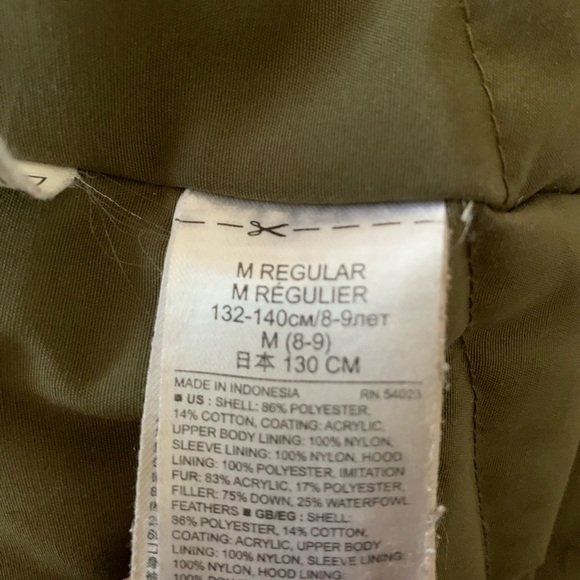 M REGULAR
M RÉGULIER
132-140см/8-9лет
M (8-9)
日本 130 CM
MADE IN INDONESIA RN 54023
US : SHELL: 86% POLYESTER,
14% COTTON, COATING: ACRYLIC,
UPPER BODY LINING: 100% NYLON,
SLEEVE LINING: 100% NYLON, HOOD
LINING: 100% POLYESTER, IMITATION
FUR: 83% ACRYLIC, 17% POLYESTER,
FILLER: 75% DOWN, 25% WATERFOWL
FEATHERS ■ GB/EG : SHELL:
86% POLYESTER, 14% COTTON,
COATING: ACRYLIC, UPPER BODY
LINING: 100% NYLON, SLEEVE LINING:
100% NYLON, HOOD LINING:
100% POLYESTER